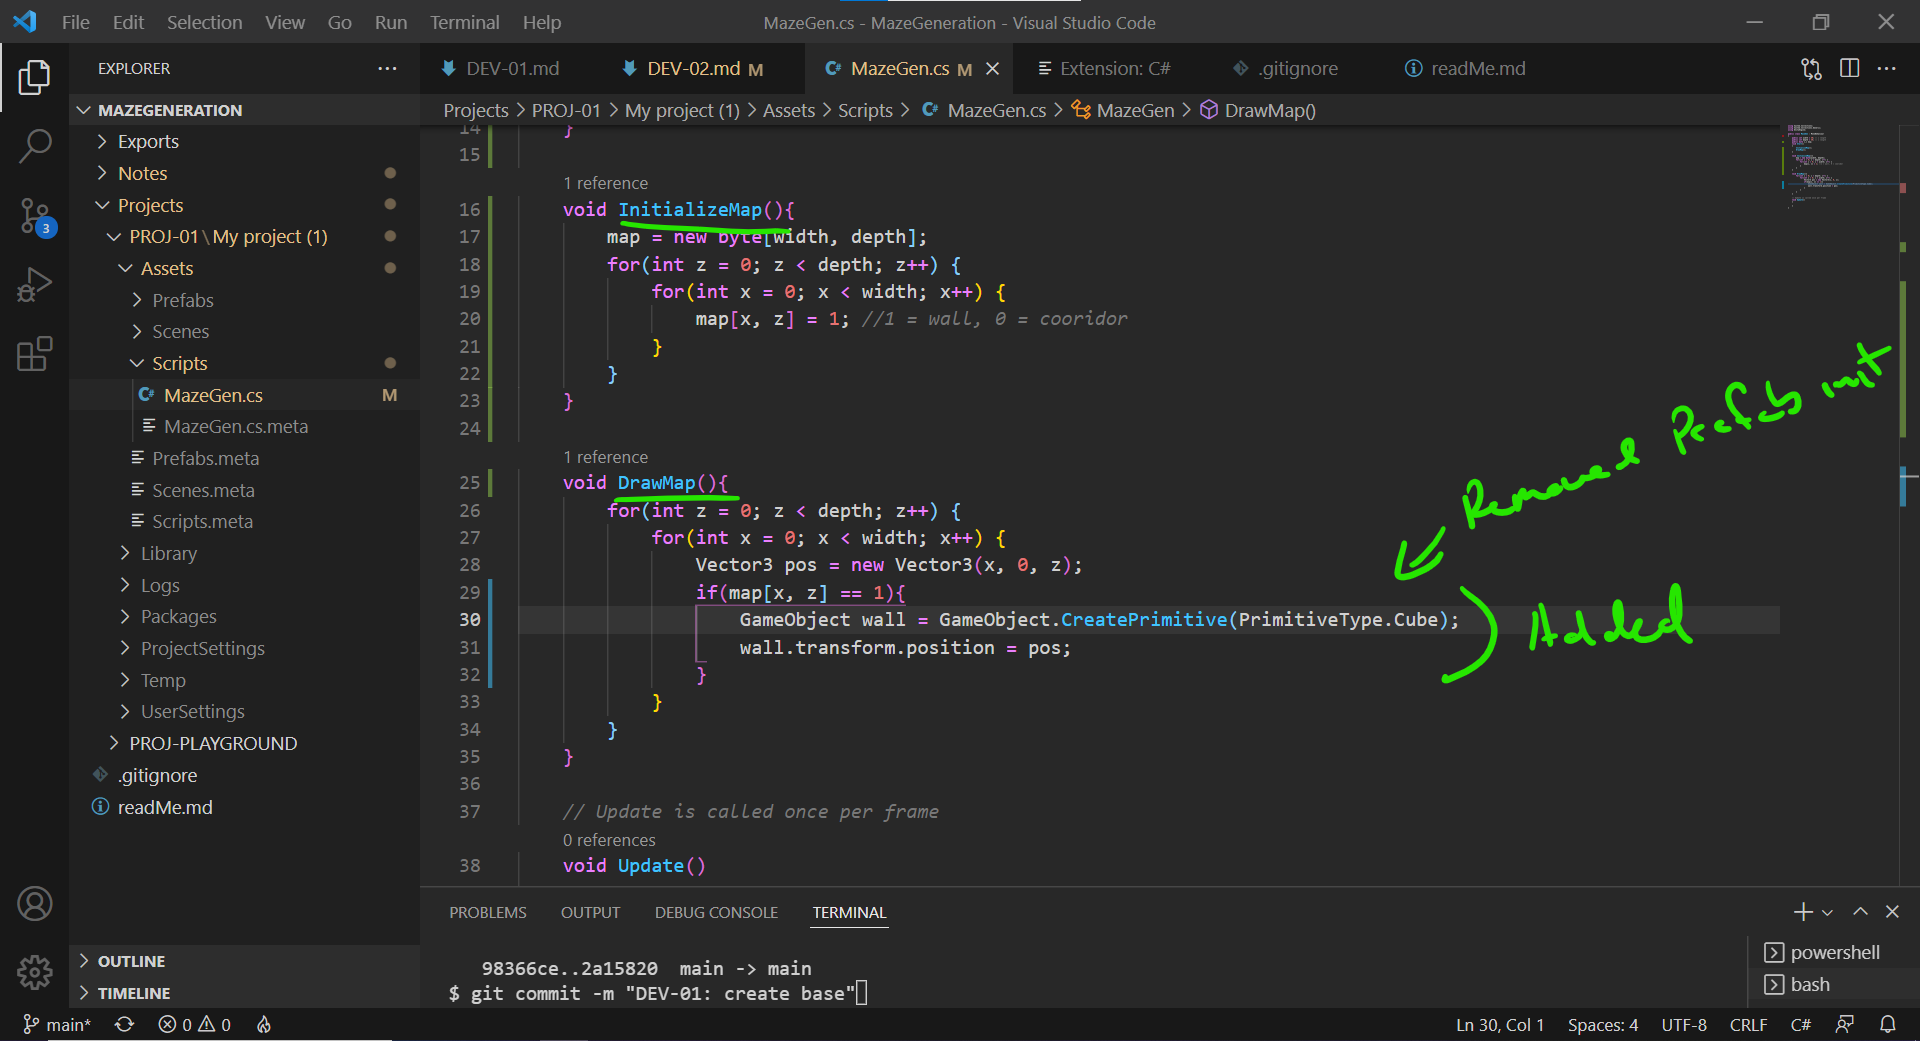 File Edit Selection View Go Run Terminal Help
MazeGen.cs - MazeGeneration - Visual Studio Code
EXPLORER
DEV-01.md
DEV-02.md M
C# MazeGen.cs M
Extension: C#
.gitignore
readMe.md
Projects > PROJ-01 > My project (1) > Assets > Scripts > C# MazeGen.cs > MazeGen > DrawMap()
MAZEGENERATION
Exports
Notes
Projects
PROJ-01\My project (1)
Assets
Prefabs
Scenes
Scripts
C# MazeGen.cs M
MazeGen.cs.meta
Prefabs.meta
Scenes.meta
Scripts.meta
Library
Logs
Packages
ProjectSettings
Temp
UserSettings
PROJ-PLAYGROUND
.gitignore
readMe.md
OUTLINE
TIMELINE
3
14 }
15
1 reference
16 void InitializeMap(){
17 map = new byte[width, depth];
18 for(int z = 0; z < depth; z++) {
19 for(int x = 0; x < width; x++) {
20 map[x, z] = 1; //1 = wall, 0 = cooridor
21 }
22 }
23 }
24
1 reference
25 void DrawMap(){
26 for(int z = 0; z < depth; z++) {
27 for(int x = 0; x < width; x++) {
28 Vector3 pos = new Vector3(x, 0, z);
29 if(map[x, z] == 1){
30 GameObject wall = GameObject.CreatePrimitive(PrimitiveType.Cube);
31 wall.transform.position = pos;
32 }
33 }
34 }
35 }
36
37 // Update is called once per frame
0 references
38 void Update()
Removed Prefab init
Added
PROBLEMS OUTPUT DEBUG CONSOLE TERMINAL
98366ce..2a15820 main -> main
$ git commit -m "DEV-01: create base"
powershell
bash
main* 0 0
Ln 30, Col 1 Spaces: 4 UTF-8 CRLF C#